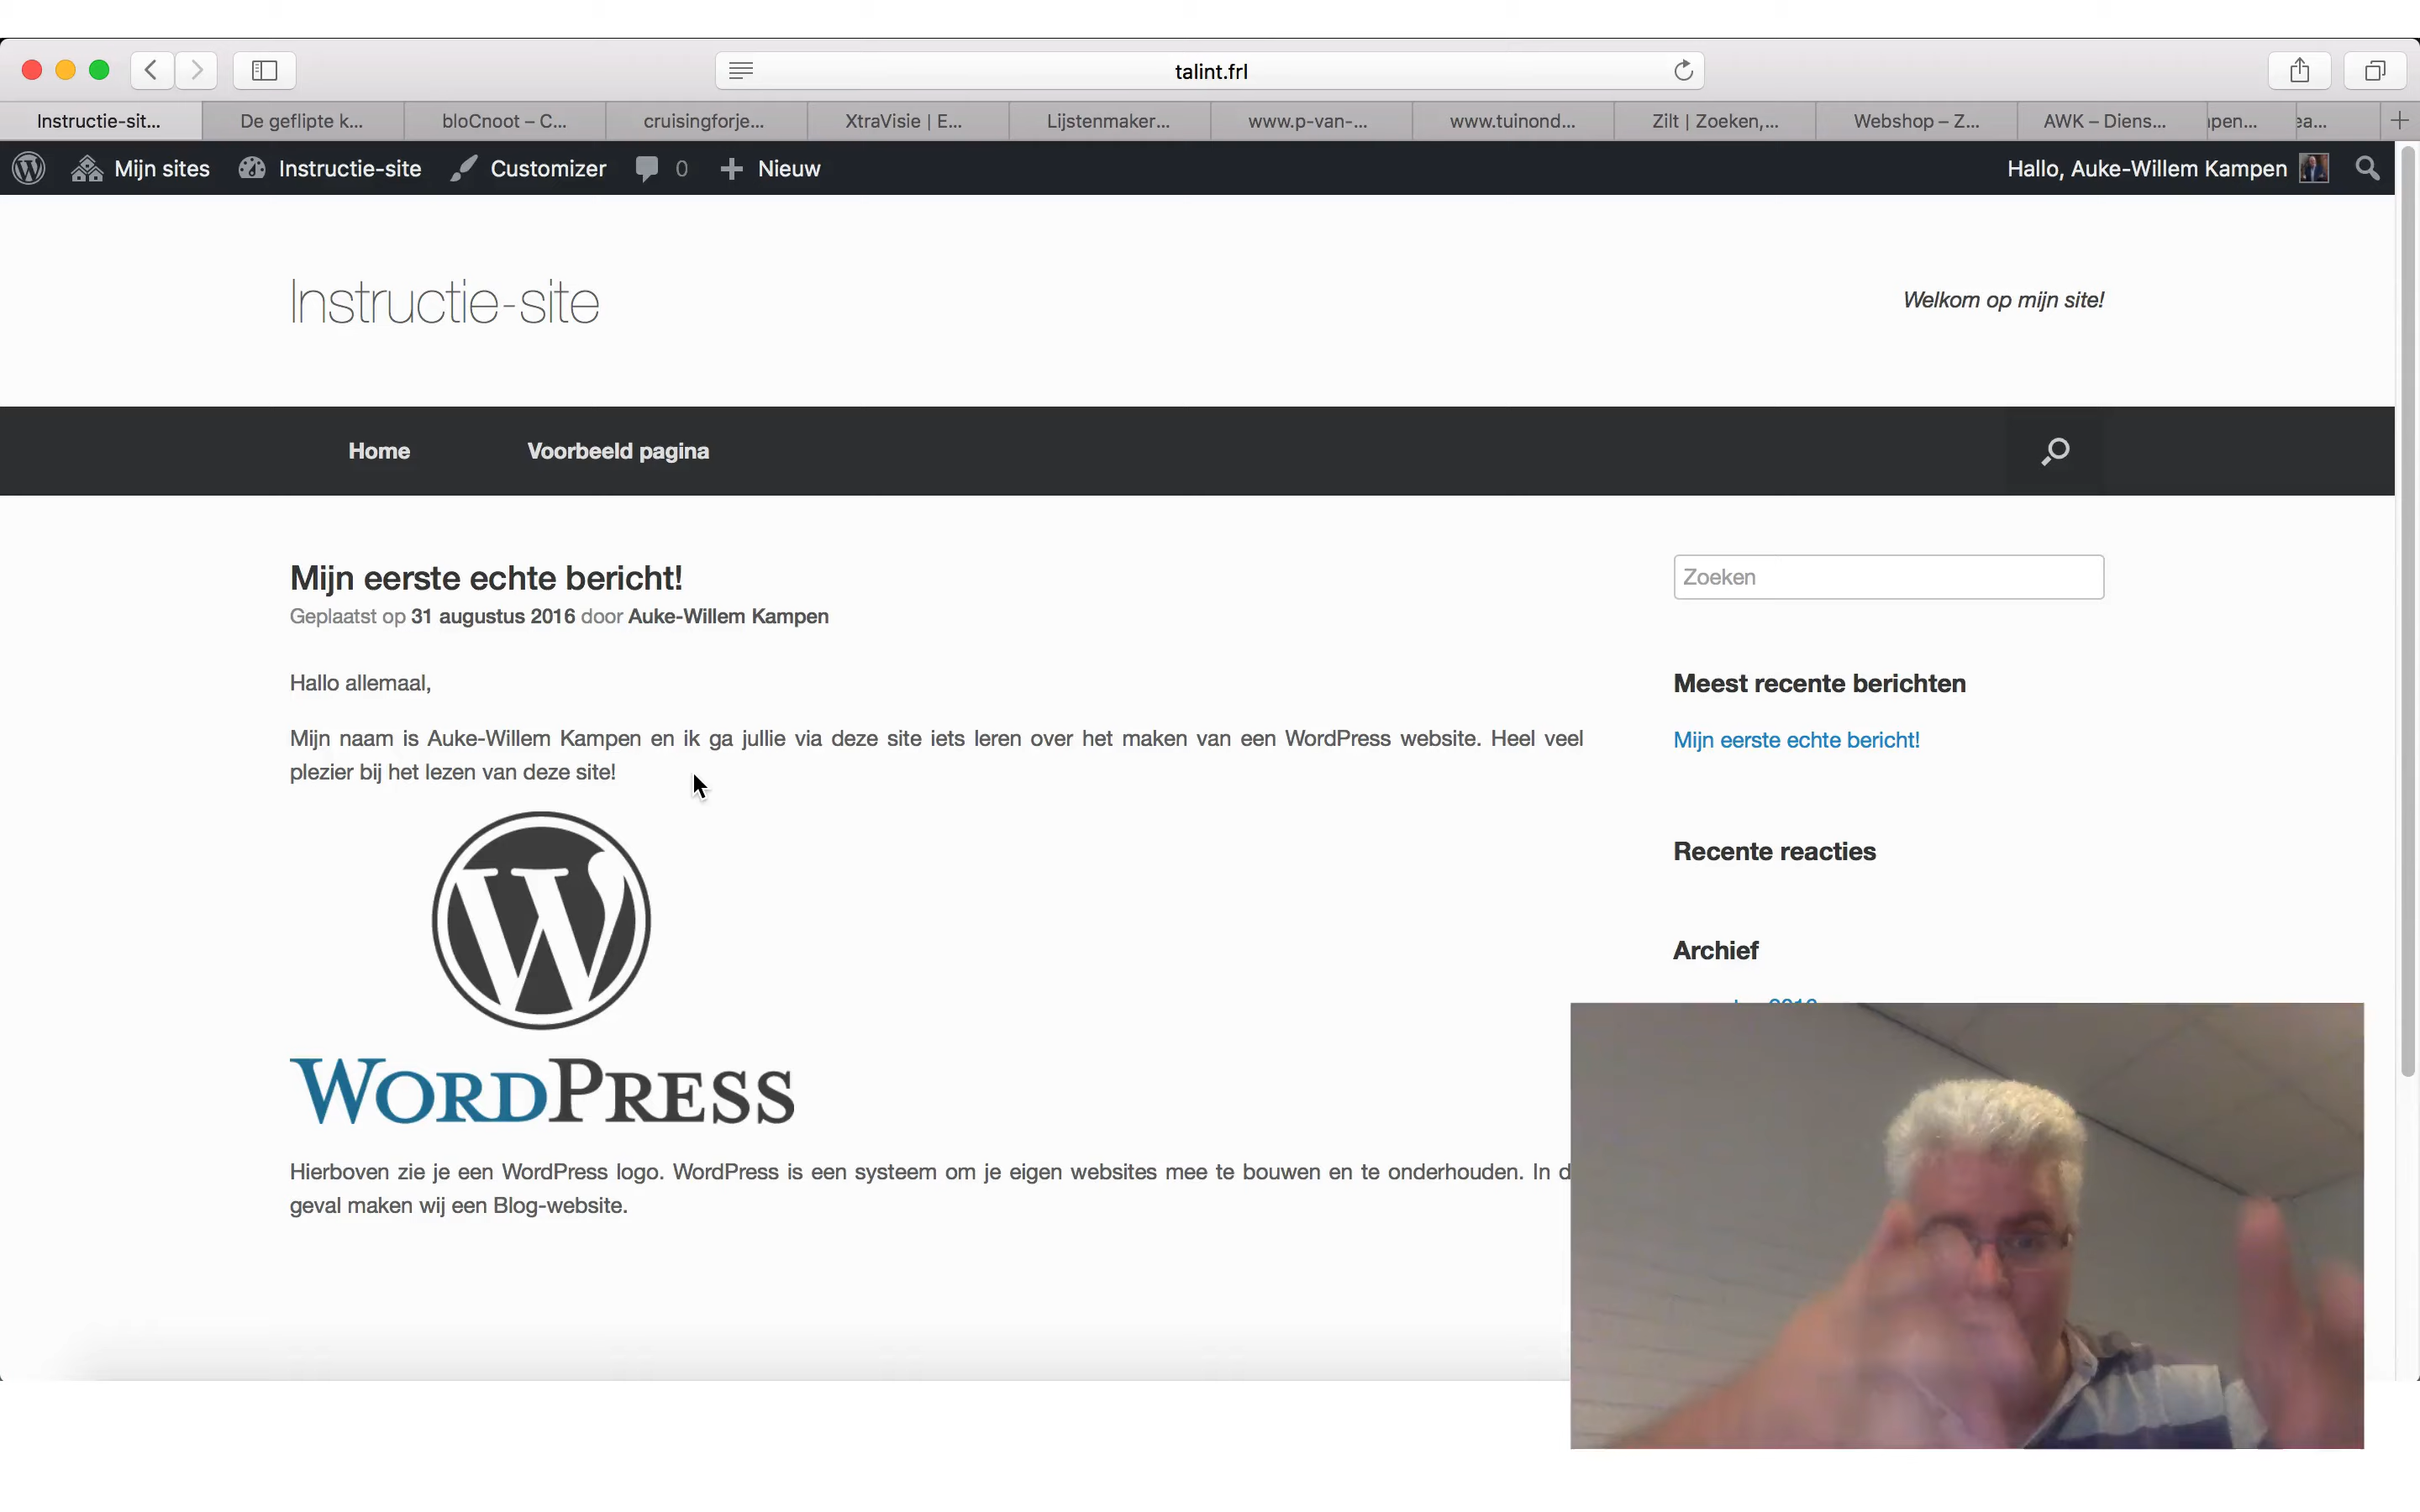 talint.frl
Instructie-sit...
De geflipte k...
bloCnoot – C...
cruisingforje...
XtraVisie | E...
Lijstenmaker...
www.p-van-...
www.tuinond...
Zilt | Zoeken,...
Webshop – Z...
AWK – Diens...
Mijn sites
Instructie-site
Customizer
0
Nieuw
Hallo, Auke-Willem Kampen
Instructie-site
Welkom op mijn site!
Home
Voorbeeld pagina
Mijn eerste echte bericht!
Geplaatst op 31 augustus 2016 door Auke-Willem Kampen
Hallo allemaal,
Mijn naam is Auke-Willem Kampen en ik ga jullie via deze site iets leren over het maken van een WordPress website. Heel veel
plezier bij het lezen van deze site!
WORDPRESS
Hierboven zie je een WordPress logo. WordPress is een systeem om je eigen websites mee te bouwen en te onderhouden. In
geval maken wij een Blog-website.
Zoeken
Meest recente berichten
Mijn eerste echte bericht!
Recente reacties
Archief